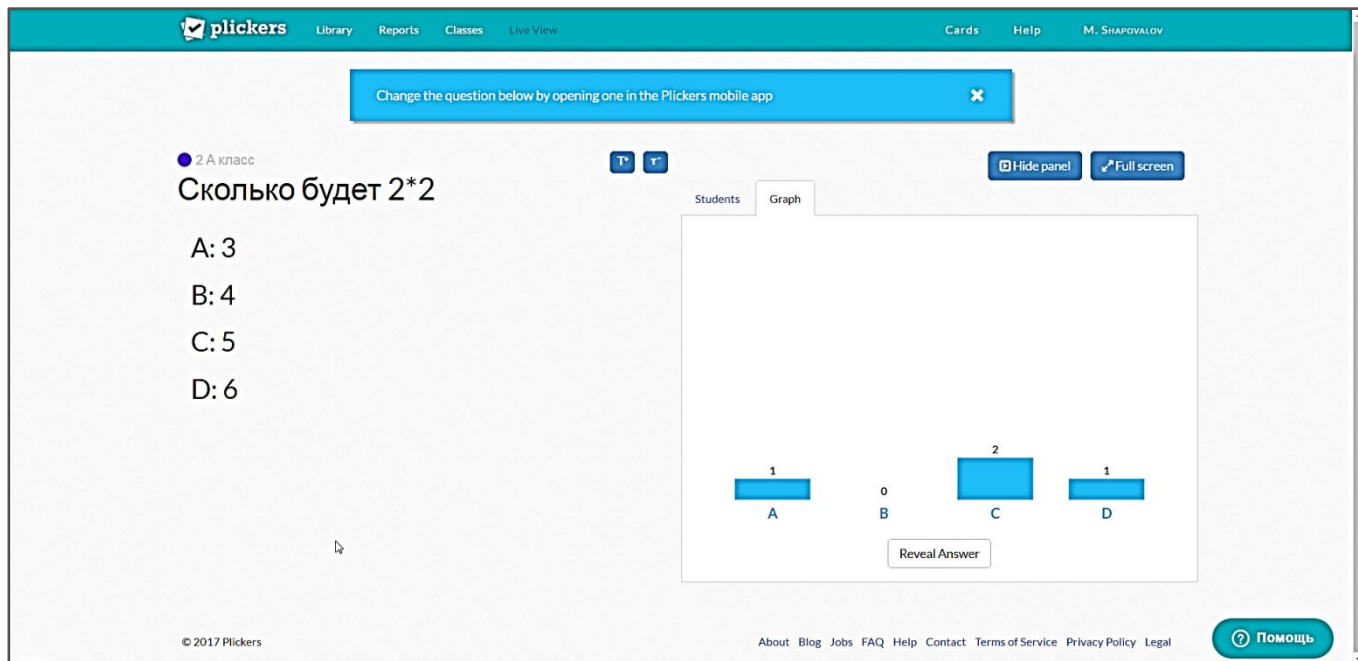 plickers Library Reports Classes Live View Cards Help M. SHAPOVALOV
Change the question below by opening one in the Plickers mobile app
2 А класс
T+ T-
Hide panel Full screen
Сколько будет 2*2
Students Graph
A: 3
B: 4
C: 5
D: 6
1 0 2 1
A B C D
Reveal Answer
© 2017 Plickers
About Blog Jobs FAQ Help Contact Terms of Service Privacy Policy Legal
Помощь